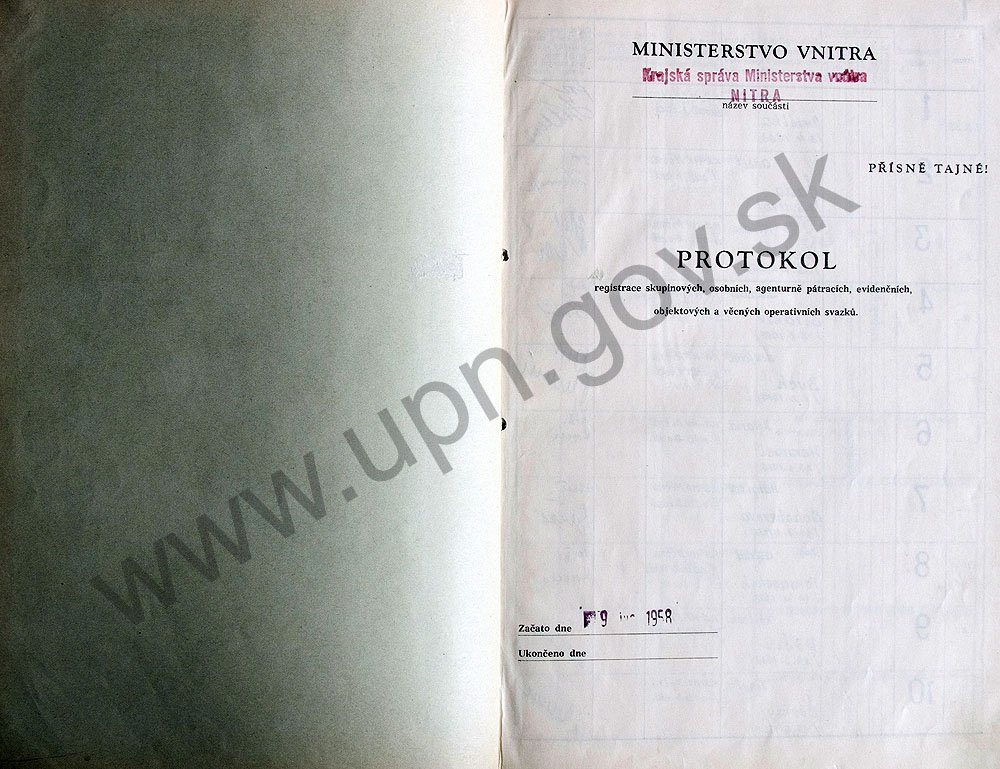 MINISTERSTVO VNITRA
Krajská správa Ministerstva vnitra
NITRA
název součásti
PŘÍSNĚ TAJNÉ!
PROTOKOL
registrace skupinových, osobních, agenturně pátracích, evidenčních,
objektových a věcných operativních svazků.
www.upn.gov.sk
Začato dne 9 1958
Ukončeno dne